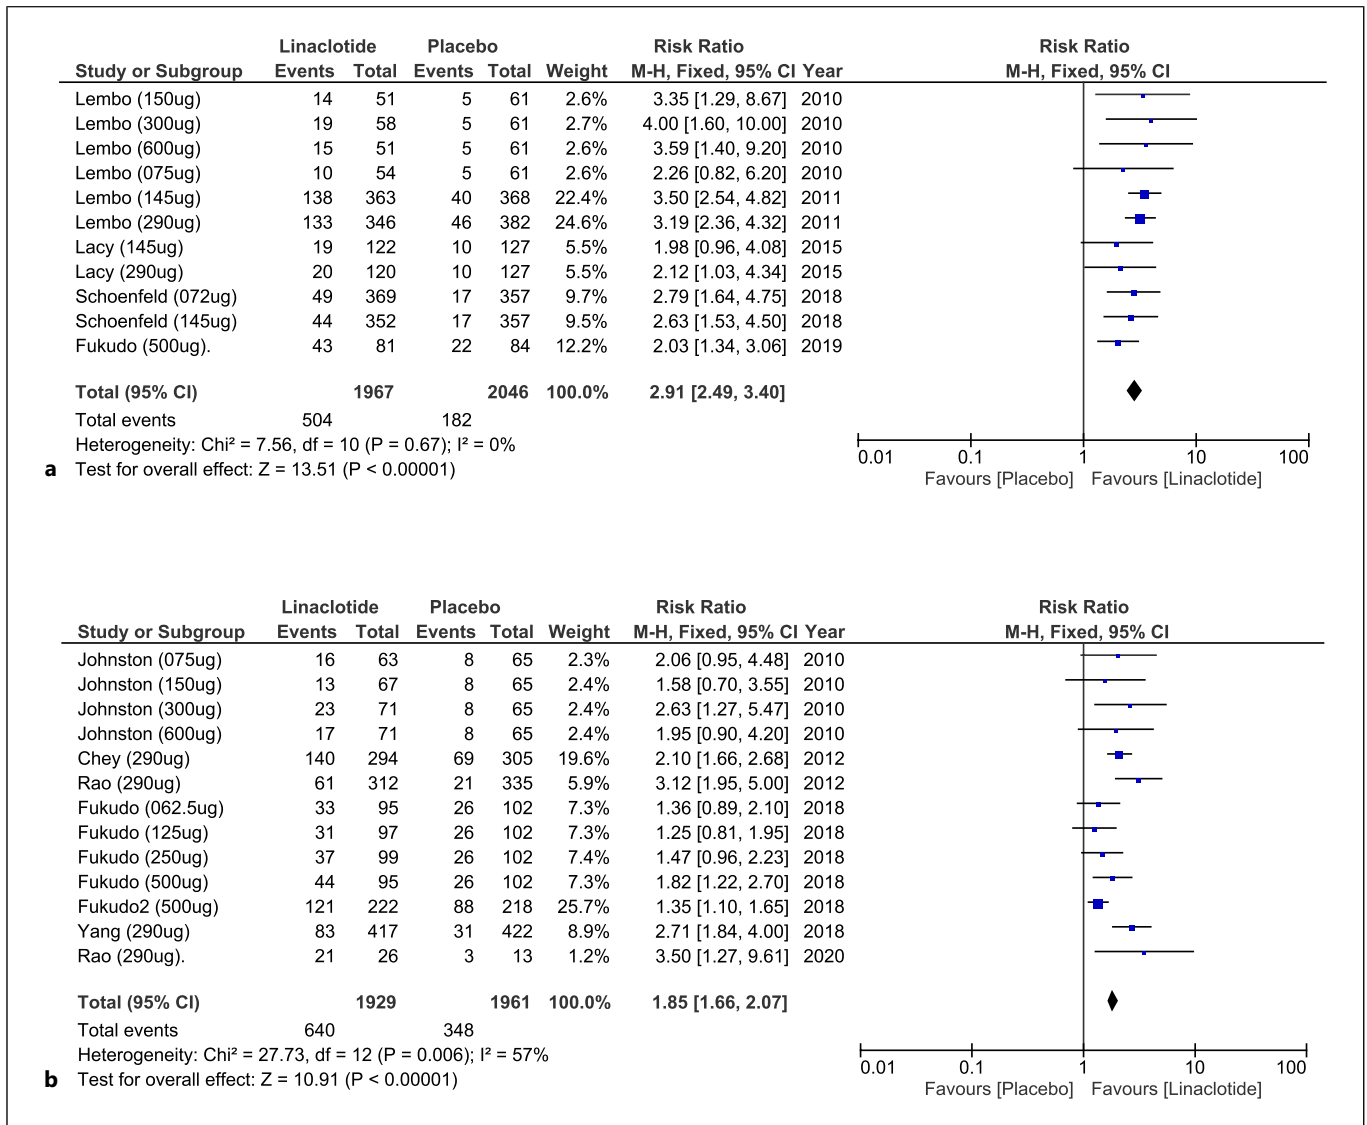 Linaclotide Placebo Risk Ratio Risk Ratio
Study or Subgroup Events Total Events Total Weight M-H, Fixed, 95% CI Year M-H, Fixed, 95% CI
Lembo (150ug) 14 51 5 61 2.6% 3.35 [1.29, 8.67] 2010
Lembo (300ug) 19 58 5 61 2.7% 4.00 [1.60, 10.00] 2010
Lembo (600ug) 15 51 5 61 2.6% 3.59 [1.40, 9.20] 2010
Lembo (075ug) 10 54 5 61 2.6% 2.26 [0.82, 6.20] 2010
Lembo (145ug) 138 363 40 368 22.4% 3.50 [2.54, 4.82] 2011
Lembo (290ug) 133 346 46 382 24.6% 3.19 [2.36, 4.32] 2011
Lacy (145ug) 19 122 10 127 5.5% 1.98 [0.96, 4.08] 2015
Lacy (290ug) 20 120 10 127 5.5% 2.12 [1.03, 4.34] 2015
Schoenfeld (072ug) 49 369 17 357 9.7% 2.79 [1.64, 4.75] 2018
Schoenfeld (145ug) 44 352 17 357 9.5% 2.63 [1.53, 4.50] 2018
Fukudo (500ug). 43 81 22 84 12.2% 2.03 [1.34, 3.06] 2019
Total (95% CI) 1967 2046 100.0% 2.91 [2.49, 3.40]
Total events 504 182
Heterogeneity: Chi² = 7.56, df = 10 (P = 0.67); I² = 0%
a Test for overall effect: Z = 13.51 (P < 0.00001)
0.01 0.1 1 10 100
Favours [Placebo] Favours [Linaclotide]
Linaclotide Placebo Risk Ratio Risk Ratio
Study or Subgroup Events Total Events Total Weight M-H, Fixed, 95% CI Year M-H, Fixed, 95% CI
Johnston (075ug) 16 63 8 65 2.3% 2.06 [0.95, 4.48] 2010
Johnston (150ug) 13 67 8 65 2.4% 1.58 [0.70, 3.55] 2010
Johnston (300ug) 23 71 8 65 2.4% 2.63 [1.27, 5.47] 2010
Johnston (600ug) 17 71 8 65 2.4% 1.95 [0.90, 4.20] 2010
Chey (290ug) 140 294 69 305 19.6% 2.10 [1.66, 2.68] 2012
Rao (290ug) 61 312 21 335 5.9% 3.12 [1.95, 5.00] 2012
Fukudo (062.5ug) 33 95 26 102 7.3% 1.36 [0.89, 2.10] 2018
Fukudo (125ug) 31 97 26 102 7.3% 1.25 [0.81, 1.95] 2018
Fukudo (250ug) 37 99 26 102 7.4% 1.47 [0.96, 2.23] 2018
Fukudo (500ug) 44 95 26 102 7.3% 1.82 [1.22, 2.70] 2018
Fukudo2 (500ug) 121 222 88 218 25.7% 1.35 [1.10, 1.65] 2018
Yang (290ug) 83 417 31 422 8.9% 2.71 [1.84, 4.00] 2018
Rao (290ug). 21 26 3 13 1.2% 3.50 [1.27, 9.61] 2020
Total (95% CI) 1929 1961 100.0% 1.85 [1.66, 2.07]
Total events 640 348
Heterogeneity: Chi² = 27.73, df = 12 (P = 0.006); I² = 57%
b Test for overall effect: Z = 10.91 (P < 0.00001)
0.01 0.1 1 10 100
Favours [Placebo] Favours [Linaclotide]